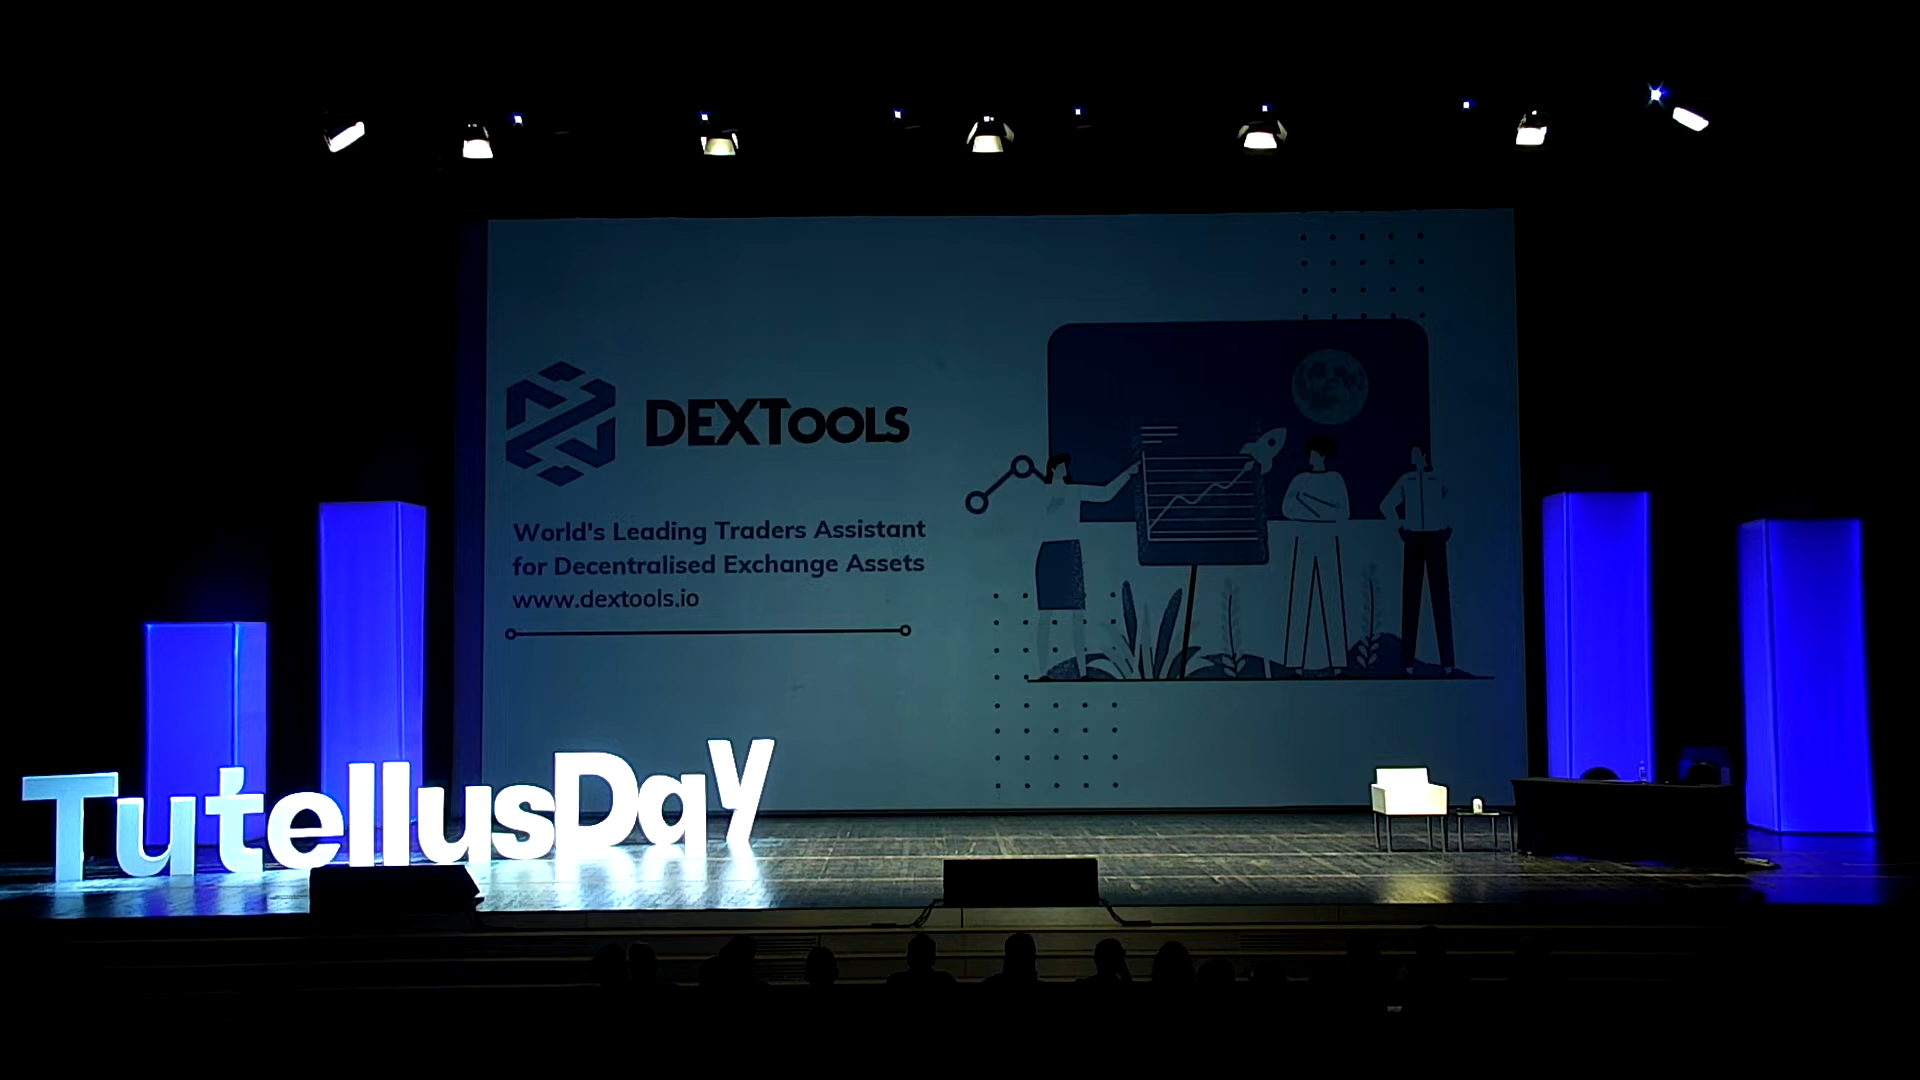 DEXTools
World's Leading Traders Assistant
for Decentralised Exchange Assets
www.dextools.io
TutellusDay